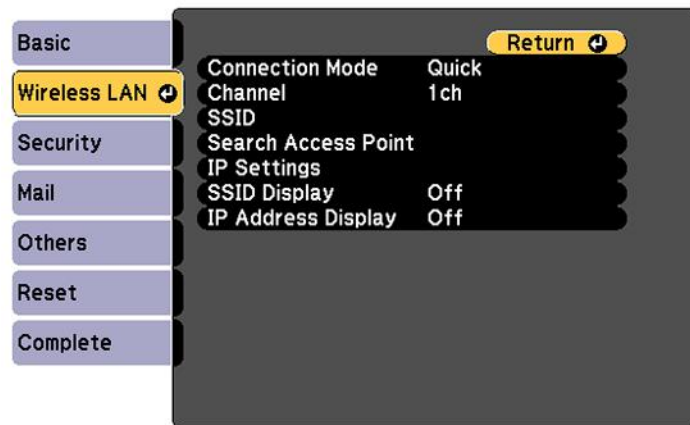 Basic
Wireless LAN
Security
Mail
Others
Reset
Complete
Return
Connection Mode Quick
Channel 1ch
SSID
Search Access Point
IP Settings
SSID Display Off
IP Address Display Off